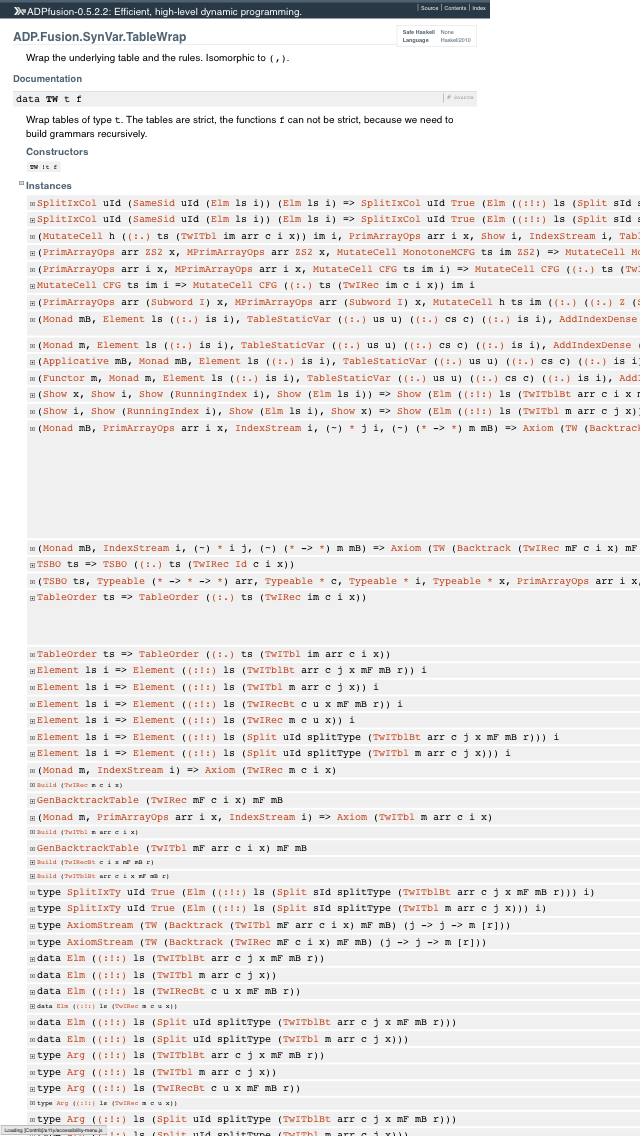 ADPfusion-0.5.2.2: Efficient, high-level dynamic programming.
Source Contents Index
ADP.Fusion.SynVar.TableWrap
Safe Haskell None
Language Haskell2010
Wrap the underlying table and the rules. Isomorphic to (,).
Documentation
data TW t f
# source
Wrap tables of type t. The tables are strict, the functions f can not be strict, because we need to
build grammars recursively.
Constructors
TW !t f
Instances
SplitIxCol uId (SameSid uId (Elm ls i)) (Elm ls i) => SplitIxCol uId True (Elm ((:!:) ls (Split sId s
SplitIxCol uId (SameSid uId (Elm ls i)) (Elm ls i) => SplitIxCol uId True (Elm ((:!:) ls (Split sId s
(MutateCell h ((:.) ts (TwITbl im arr c i x)) im i, PrimArrayOps arr i x, Show i, IndexStream i, Tabl
(PrimArrayOps arr ZS2 x, MPrimArrayOps arr ZS2 x, MutateCell MonotoneMCFG ts im ZS2) => MutateCell Mo
(PrimArrayOps arr i x, MPrimArrayOps arr i x, MutateCell CFG ts im i) => MutateCell CFG ((:.) ts (TwI
MutateCell CFG ts im i => MutateCell CFG ((:.) ts (TwIRec im c i x)) im i
(PrimArrayOps arr (Subword I) x, MPrimArrayOps arr (Subword I) x, MutateCell h ts im ((:.) ((:.) Z (S
(Monad mB, Element ls ((:.) is i), TableStaticVar ((:.) us u) ((:.) cs c) ((:.) is i), AddIndexDense
(Monad m, Element ls ((:.) is i), TableStaticVar ((:.) us u) ((:.) cs c) ((:.) is i), AddIndexDense (
(Applicative mB, Monad mB, Element ls ((:.) is i), TableStaticVar ((:.) us u) ((:.) cs c) ((:.) is i)
(Functor m, Monad m, Element ls ((:.) is i), TableStaticVar ((:.) us u) ((:.) cs c) ((:.) is i), AddI
(Show x, Show i, Show (RunningIndex i), Show (Elm ls i)) => Show (Elm ((:!:) ls (TwITblBt arr c i x m
(Show i, Show (RunningIndex i), Show (Elm ls i), Show x) => Show (Elm ((:!:) ls (TwITbl m arr c j x))
(Monad mB, PrimArrayOps arr i x, IndexStream i, (~) * j i, (~) (* -> *) m mB) => Axiom (TW (Backtrack
(Monad mB, IndexStream i, (~) * i j, (~) (* -> *) m mB) => Axiom (TW (Backtrack (TwIRec mF c i x) mF
TSBO ts => TSBO ((:.) ts (TwIRec Id c i x))
(TSBO ts, Typeable (* -> * -> *) arr, Typeable * c, Typeable * i, Typeable * x, PrimArrayOps arr i x,
TableOrder ts => TableOrder ((:.) ts (TwIRec im c i x))
TableOrder ts => TableOrder ((:.) ts (TwITbl im arr c i x))
Element ls i => Element ((:!:) ls (TwITblBt arr c j x mF mB r)) i
Element ls i => Element ((:!:) ls (TwITbl m arr c j x)) i
Element ls i => Element ((:!:) ls (TwIRecBt c u x mF mB r)) i
Element ls i => Element ((:!:) ls (TwIRec m c u x)) i
Element ls i => Element ((:!:) ls (Split uId splitType (TwITblBt arr c j x mF mB r))) i
Element ls i => Element ((:!:) ls (Split uId splitType (TwITbl m arr c j x))) i
(Monad m, IndexStream i) => Axiom (TwIRec m c i x)
Build (TwIRec m c i x)
GenBacktrackTable (TwIRec mF c i x) mF mB
(Monad m, PrimArrayOps arr i x, IndexStream i) => Axiom (TwITbl m arr c i x)
Build (TwITbl m arr c i x)
GenBacktrackTable (TwITbl mF arr c i x) mF mB
Build (TwIRecBt c i x mF mB r)
Build (TwITblBt arr c i x mF mB r)
type SplitIxTy uId True (Elm ((:!:) ls (Split sId splitType (TwITblBt arr c j x mF mB r))) i)
type SplitIxTy uId True (Elm ((:!:) ls (Split sId splitType (TwITbl m arr c j x))) i)
type AxiomStream (TW (Backtrack (TwITbl mF arr c i x) mF mB) (j -> j -> m [r]))
type AxiomStream (TW (Backtrack (TwIRec mF c i x) mF mB) (j -> j -> m [r]))
data Elm ((:!:) ls (TwITblBt arr c j x mF mB r))
data Elm ((:!:) ls (TwITbl m arr c j x))
data Elm ((:!:) ls (TwIRecBt c u x mF mB r))
data Elm ((:!:) ls (TwIRec m c u x))
data Elm ((:!:) ls (Split uId splitType (TwITblBt arr c j x mF mB r)))
data Elm ((:!:) ls (Split uId splitType (TwITbl m arr c j x)))
type Arg ((:!:) ls (TwITblBt arr c j x mF mB r))
type Arg ((:!:) ls (TwITbl m arr c j x))
type Arg ((:!:) ls (TwIRecBt c u x mF mB r))
type Arg ((:!:) ls (TwIRec m c u x))
type Arg ((:!:) ls (Split uId splitType (TwITblBt arr c j x mF mB r)))
Loading [Contrib]/a11y/accessibility-menu.js